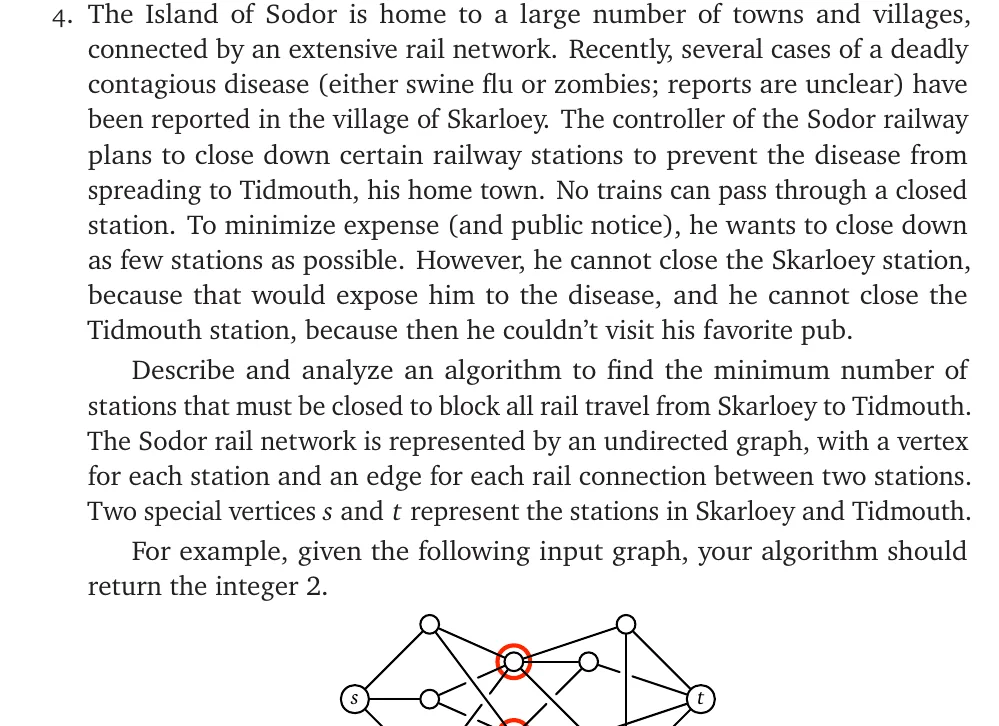 4. The Island of Sodor is home to a large number of towns and villages,
connected by an extensive rail network. Recently, several cases of a deadly
contagious disease (either swine flu or zombies; reports are unclear) have
been reported in the village of Skarloey. The controller of the Sodor railway
plans to close down certain railway stations to prevent the disease from
spreading to Tidmouth, his home town. No trains can pass through a closed
station. To minimize expense (and public notice), he wants to close down
as few stations as possible. However, he cannot close the Skarloey station,
because that would expose him to the disease, and he cannot close the
Tidmouth station, because then he couldn’t visit his favorite pub.
Describe and analyze an algorithm to find the minimum number of
stations that must be closed to block all rail travel from Skarloey to Tidmouth.
The Sodor rail network is represented by an undirected graph, with a vertex
for each station and an edge for each rail connection between two stations.
Two special vertices s and t represent the stations in Skarloey and Tidmouth.
For example, given the following input graph, your algorithm should
return the integer 2.
s
t